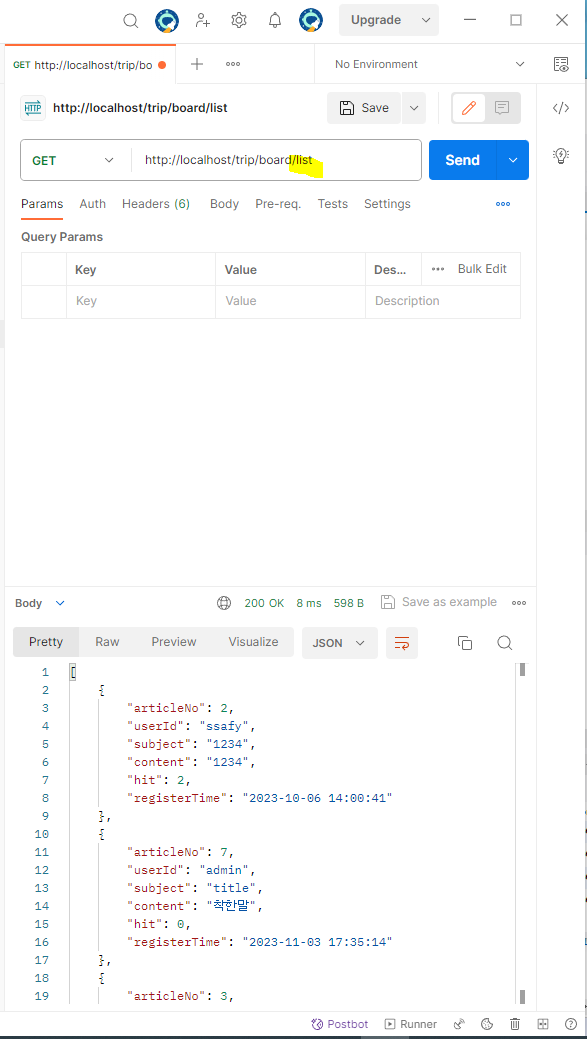 Upgrade
GET http://localhost/trip/bo
No Environment
HTTP http://localhost/trip/board/list
Save
GET
http://localhost/trip/board/list
Send
Params Auth Headers (6) Body Pre-req. Tests Settings
Query Params
Key Value Des... Bulk Edit
Key Value Description
Body 200 OK 8 ms 598 B Save as example
Pretty Raw Preview Visualize JSON
1 [
2 {
3 "articleNo": 2,
4 "userId": "ssafy",
5 "subject": "1234",
6 "content": "1234",
7 "hit": 2,
8 "registerTime": "2023-10-06 14:00:41"
9 },
10 {
11 "articleNo": 7,
12 "userId": "admin",
13 "subject": "title",
14 "content": "착한말",
15 "hit": 0,
16 "registerTime": "2023-11-03 17:35:14"
17 },
18 {
19 "articleNo": 3,
Postbot Runner